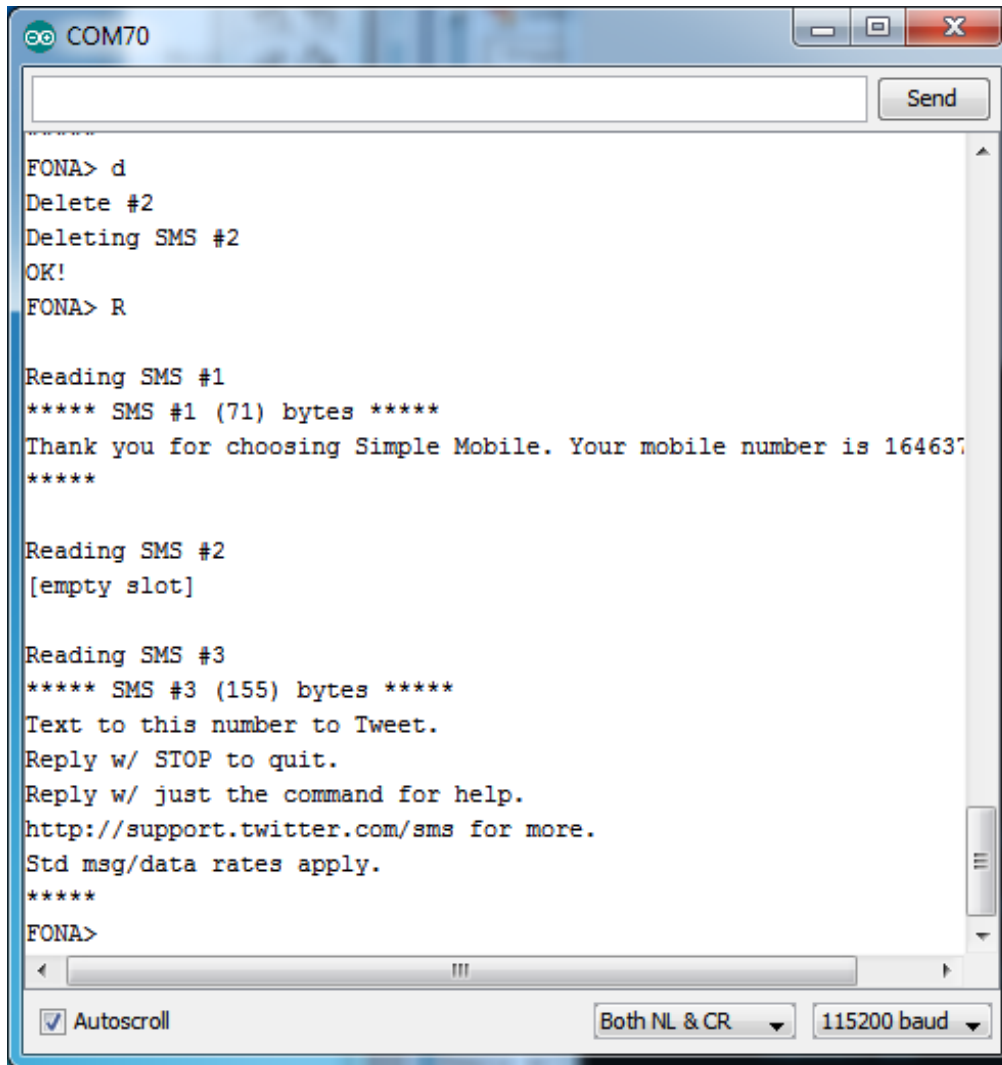 COM70
Send
FONA> d
Delete #2
Deleting SMS #2
OK!
FONA> R
Reading SMS #1
***** SMS #1 (71) bytes *****
Thank you for choosing Simple Mobile. Your mobile number is 164637
*****
Reading SMS #2
[empty slot]
Reading SMS #3
***** SMS #3 (155) bytes *****
Text to this number to Tweet.
Reply w/ STOP to quit.
Reply w/ just the command for help.
http://support.twitter.com/sms for more.
Std msg/data rates apply.
*****
FONA>
Autoscroll
Both NL & CR
115200 baud